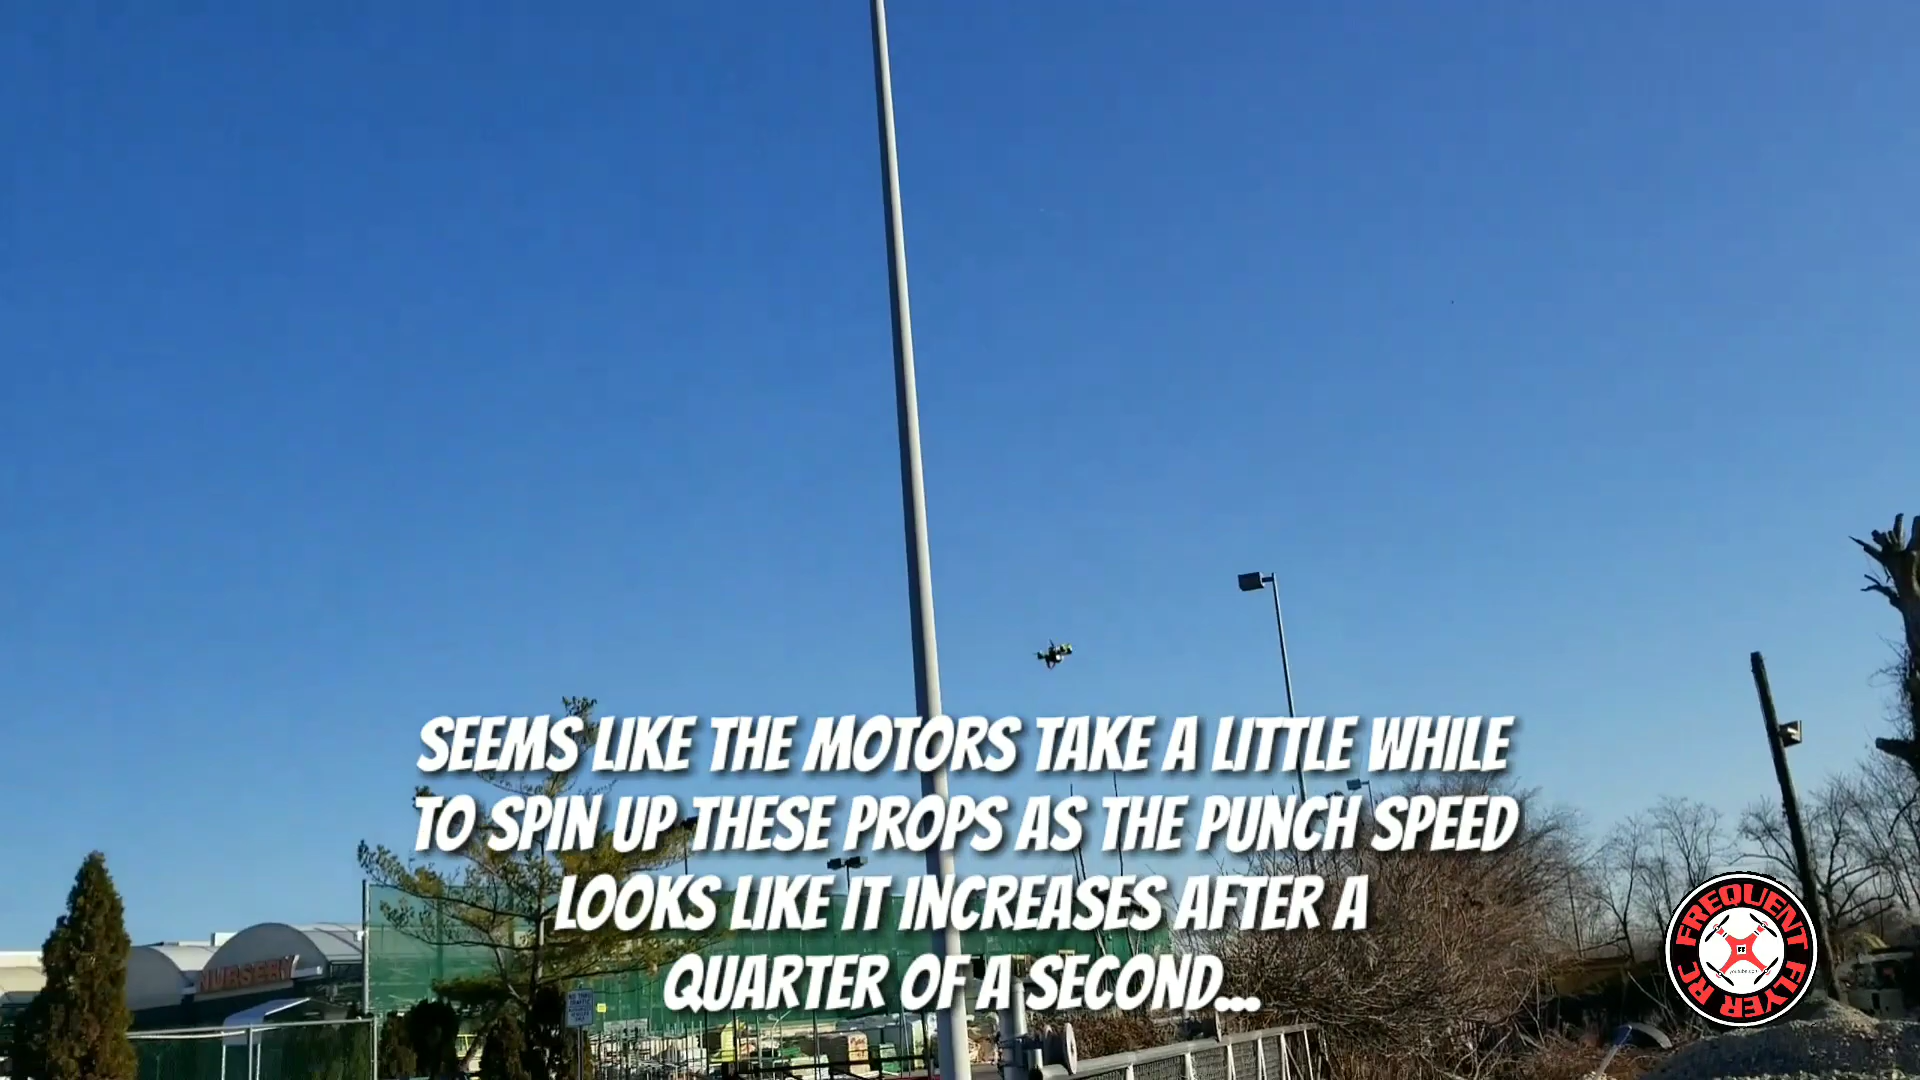 SEEMS LIKE THE MOTORS TAKE A LITTLE WHILE
TO SPIN UP THESE PROPS AS THE PUNCH SPEED
LOOKS LIKE IT INCREASES AFTER A
QUARTER OF A SECOND...
NURSERY
FREQUENT FLYER RC